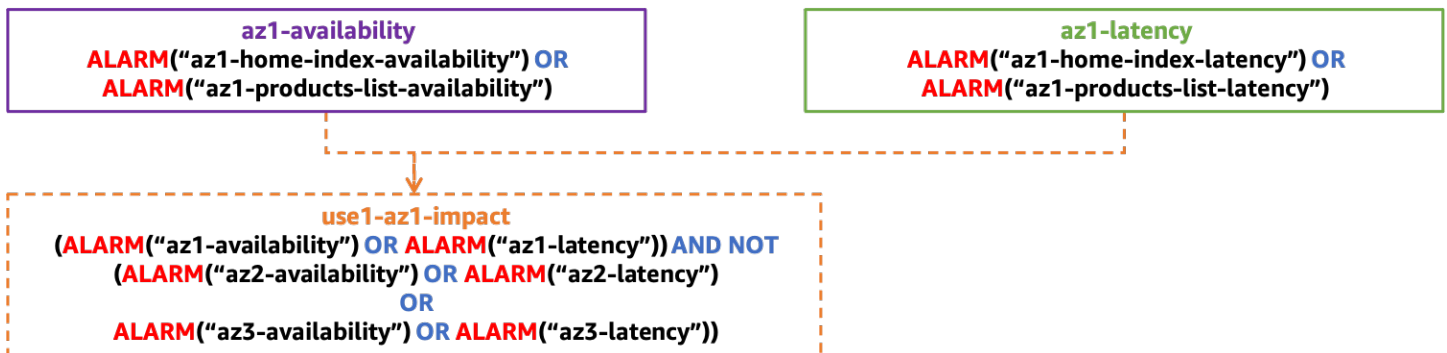 az1-availability
ALARM(“az1-home-index-availability”) OR
ALARM(“az1-products-list-availability”)
az1-latency
ALARM(“az1-home-index-latency”) OR
ALARM(“az1-products-list-latency”)
use1-az1-impact
(ALARM(“az1-availability”) OR ALARM(“az1-latency”)) AND NOT
(ALARM(“az2-availability”) OR ALARM(“az2-latency”)
OR
ALARM(“az3-availability”) OR ALARM(“az3-latency”))